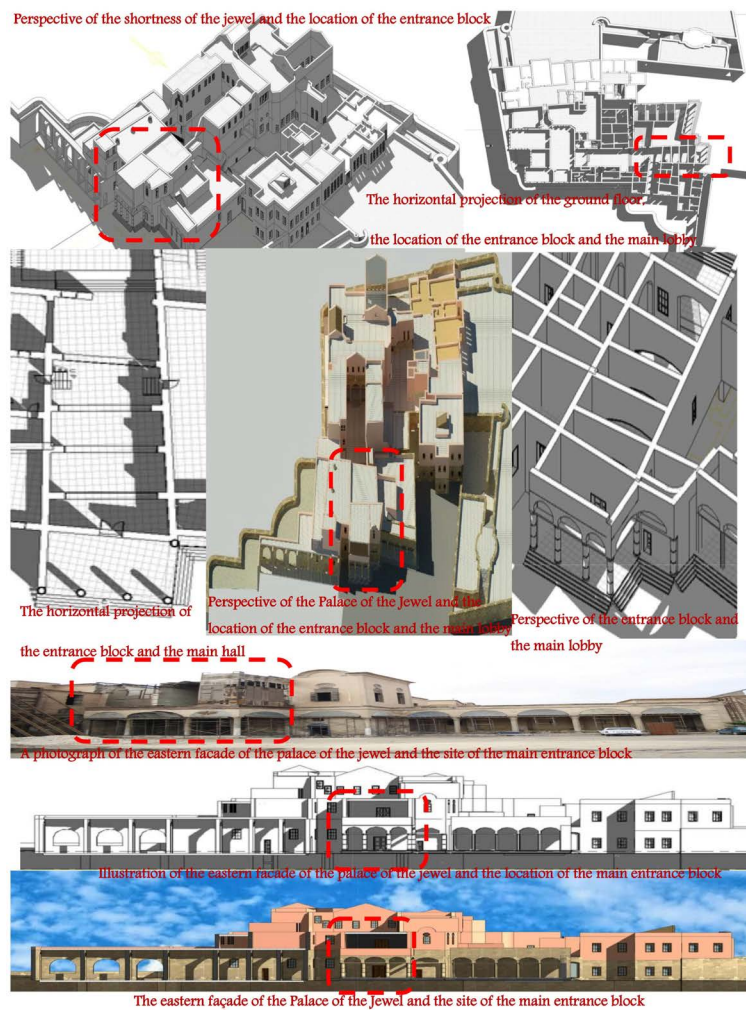 Perspective of the shortness of the jewel and the location of the entrance block
The horizontal projection of the ground floor,
the location of the entrance block and the main lobby
The horizontal projection of
the entrance block and the main hall
Perspective of the Palace of the Jewel and the
location of the entrance block and the main lobby
Perspective of the entrance block and
the main lobby
A photograph of the eastern facade of the palace of the jewel and the site of the main entrance block
Illustration of the eastern facade of the palace of the jewel and the location of the main entrance block
The eastern façade of the Palace of the Jewel and the site of the main entrance block